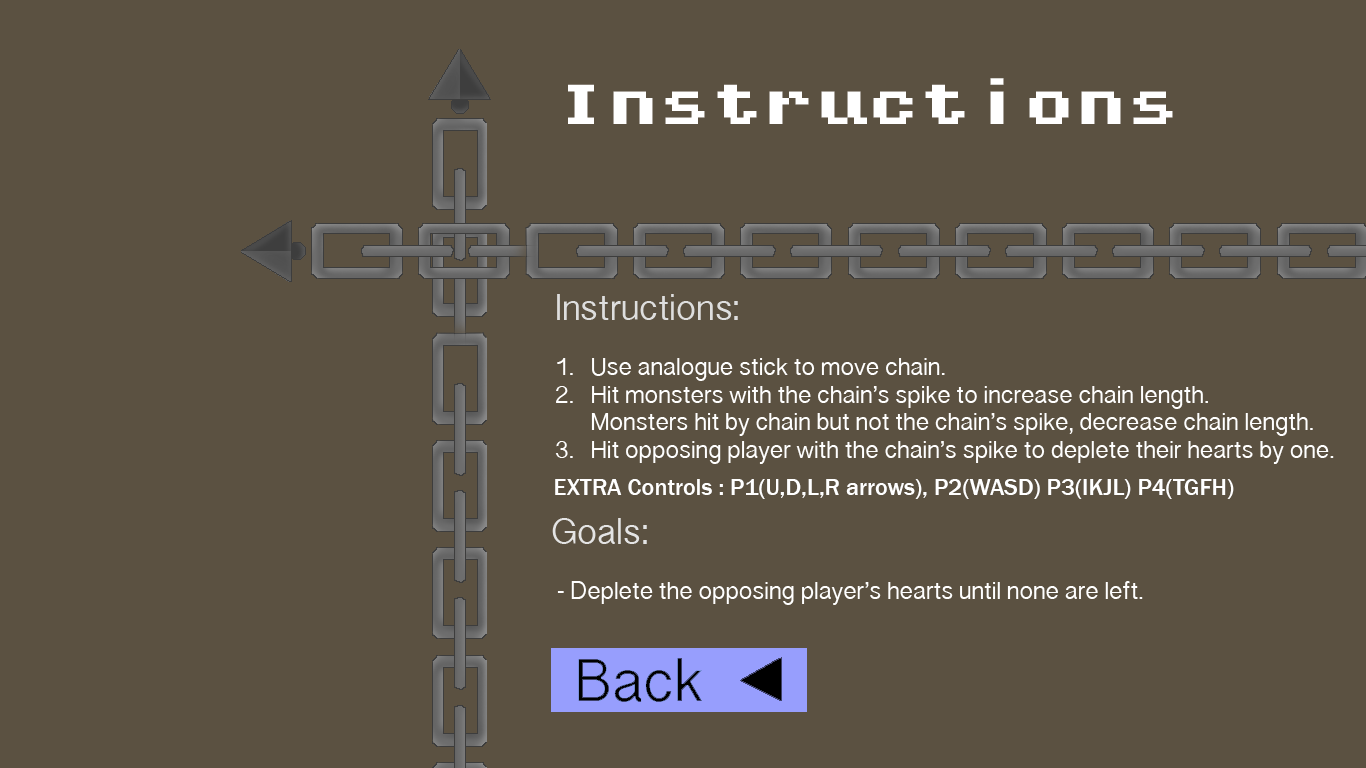 Instructions
Instructions:
1. Use analogue stick to move chain.
2. Hit monsters with the chain’s spike to increase chain length.
Monsters hit by chain but not the chain’s spike, decrease chain length.
3. Hit opposing player with the chain’s spike to deplete their hearts by one.
EXTRA Controls : P1(U,D,L,R arrows), P2(WASD) P3(IKJL) P4(TGFH)
Goals:
- Deplete the opposing player’s hearts until none are left.
Back